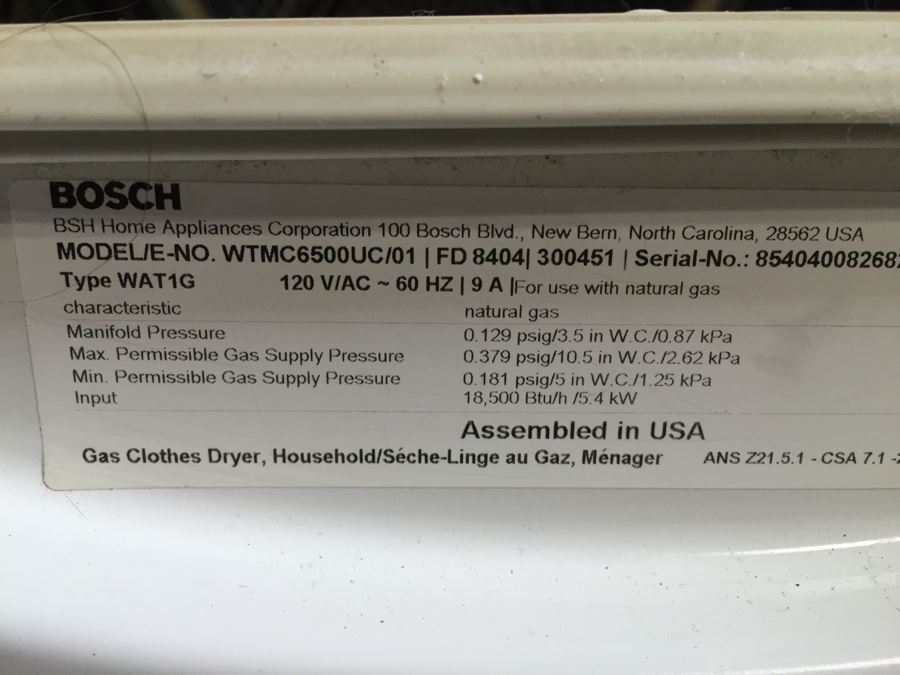 BOSCH
BSH Home Appliances Corporation 100 Bosch Blvd., New Bern, North Carolina, 28562 USA
MODEL/E-NO. WTMC6500UC/01 | FD 8404| 300451 | Serial-No.: 85404008268
Type WAT1G 120 V/AC ~ 60 HZ | 9 A |For use with natural gas
characteristic natural gas
Manifold Pressure 0.129 psig/3.5 in W.C./0.87 kPa
Max. Permissible Gas Supply Pressure 0.379 psig/10.5 in W.C./2.62 kPa
Min. Permissible Gas Supply Pressure 0.181 psig/5 in W.C./1.25 kPa
Input 18,500 Btu/h /5.4 kW
Assembled in USA
Gas Clothes Dryer, Household/Séche-Linge au Gaz, Ménager ANS Z21.5.1 - CSA 7.1 -